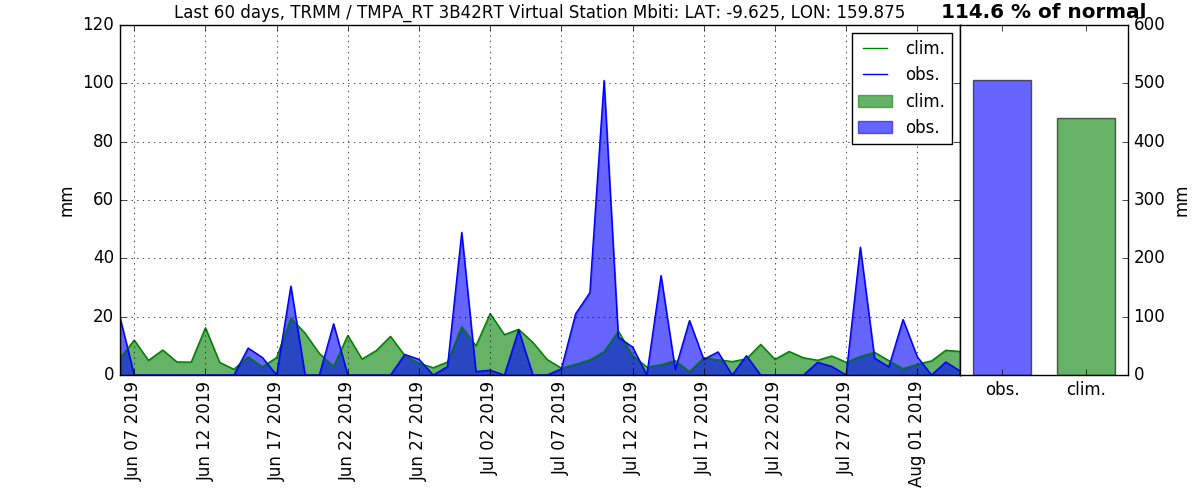 Last 60 days, TRMM / TMPA_RT 3B42RT Virtual Station Mbiti: LAT: -9.625, LON: 159.875
114.6 % of normal
120
100
80
60
40
20
0
mm
clim.
obs.
clim.
obs.
600
500
400
300
200
100
0
mm
Jun 07 2019
Jun 12 2019
Jun 17 2019
Jun 22 2019
Jun 27 2019
Jul 02 2019
Jul 07 2019
Jul 12 2019
Jul 17 2019
Jul 22 2019
Jul 27 2019
Aug 01 2019
obs.
clim.